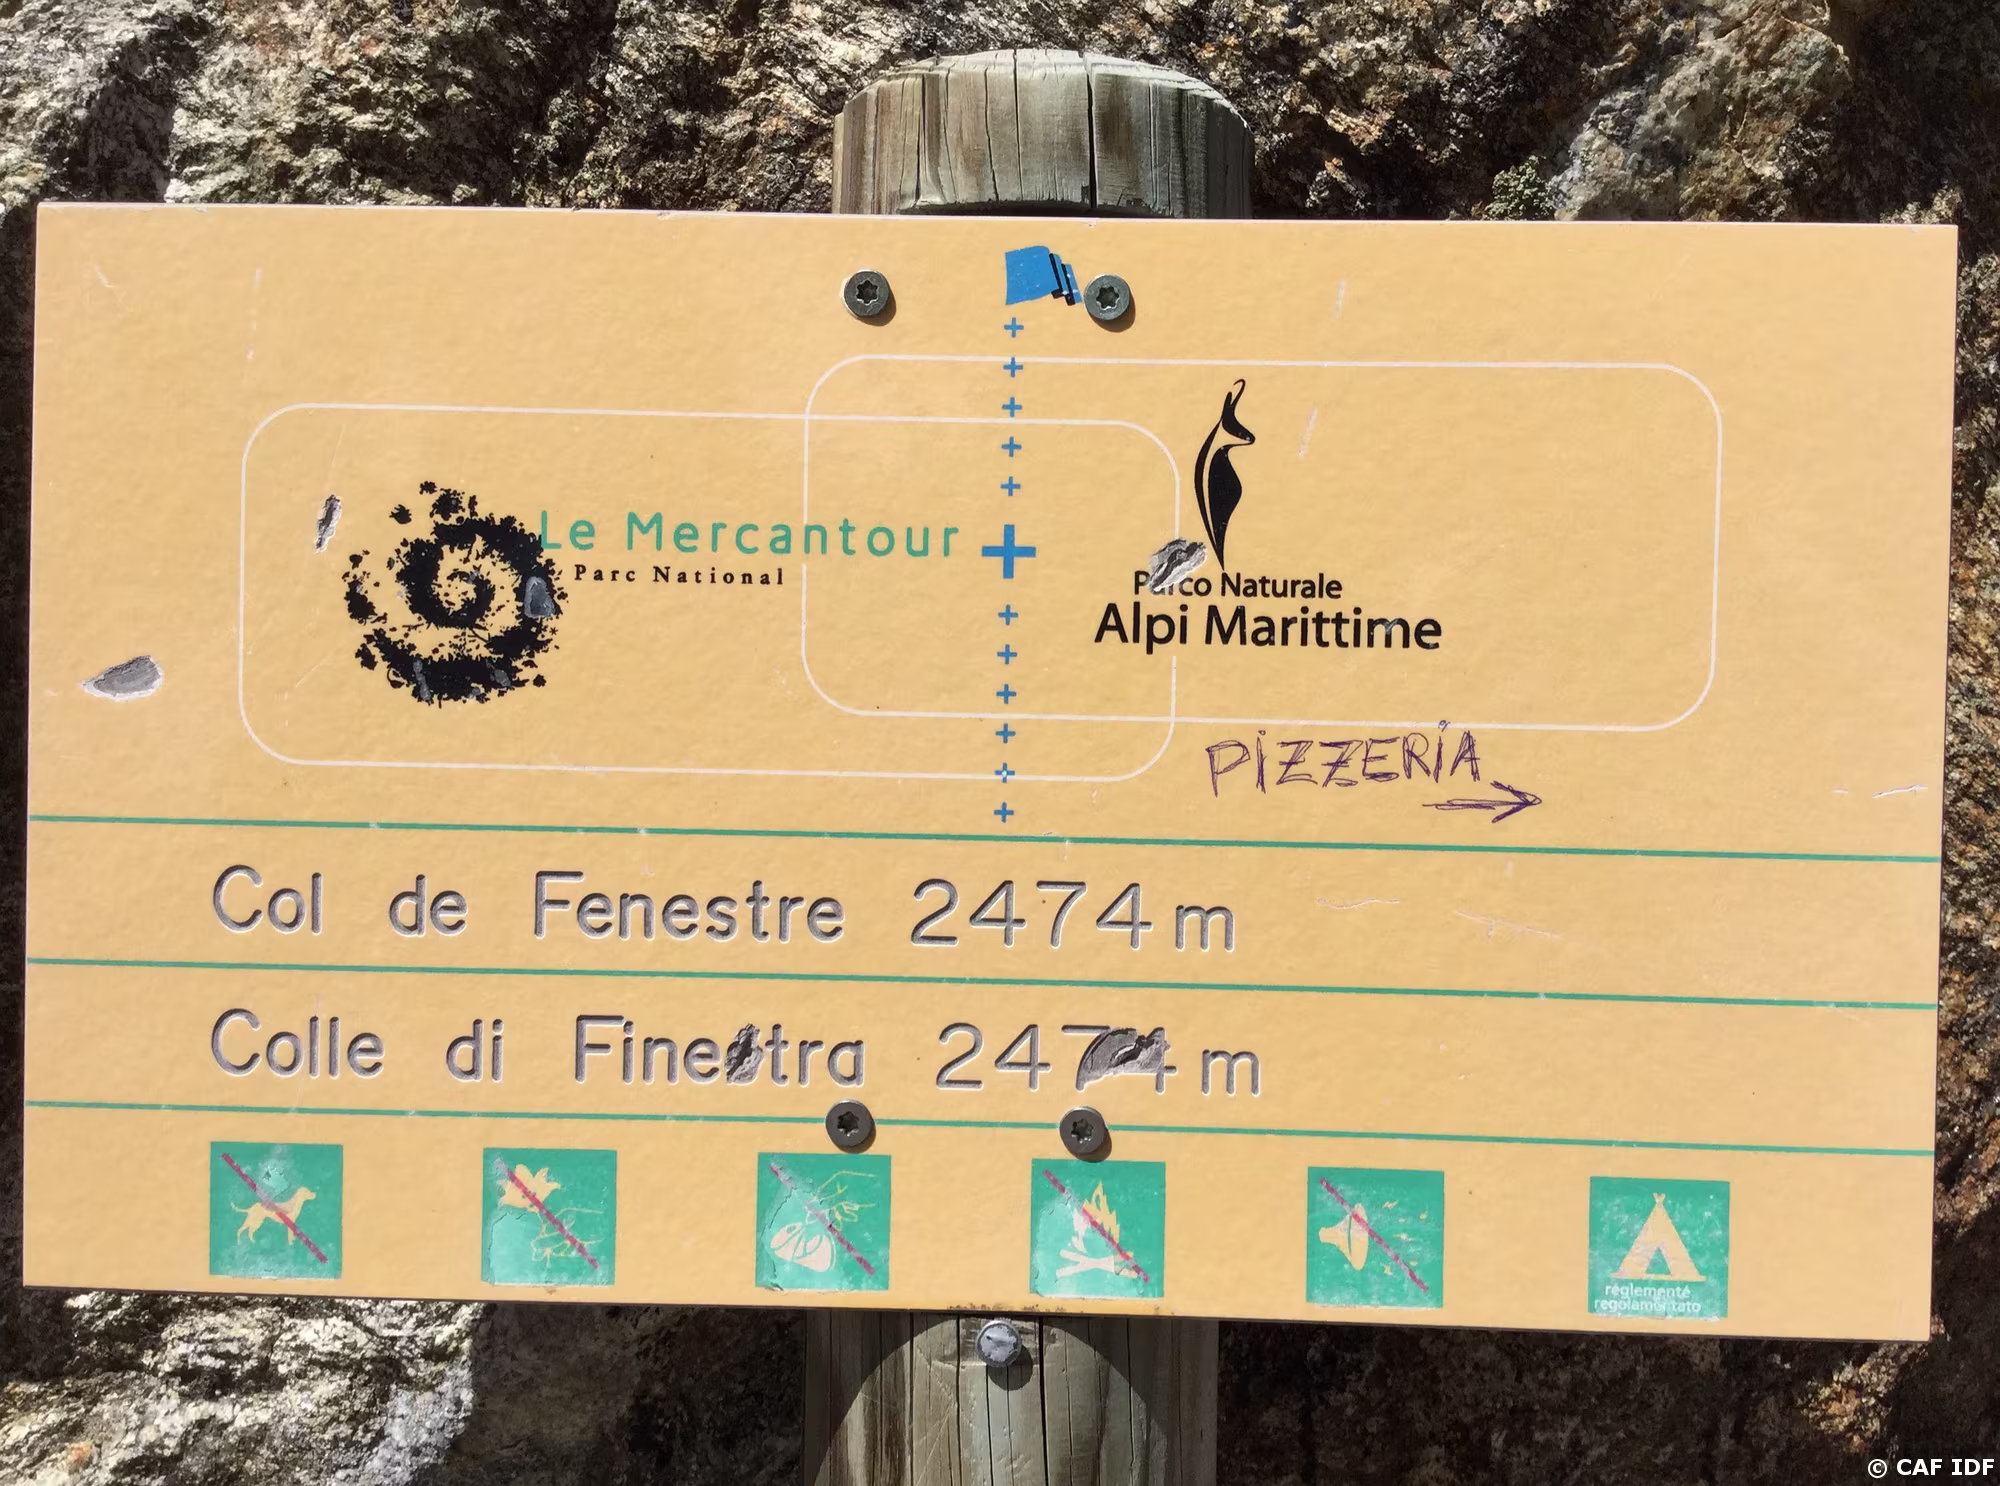 Le Mercantour
Parc National
Parco Naturale
Alpi Marittime
PIZZERIA
Col de Fenestre 2474 m
Colle di Finestra 2474 m
réglementé
regolamentato
© CAF IDF